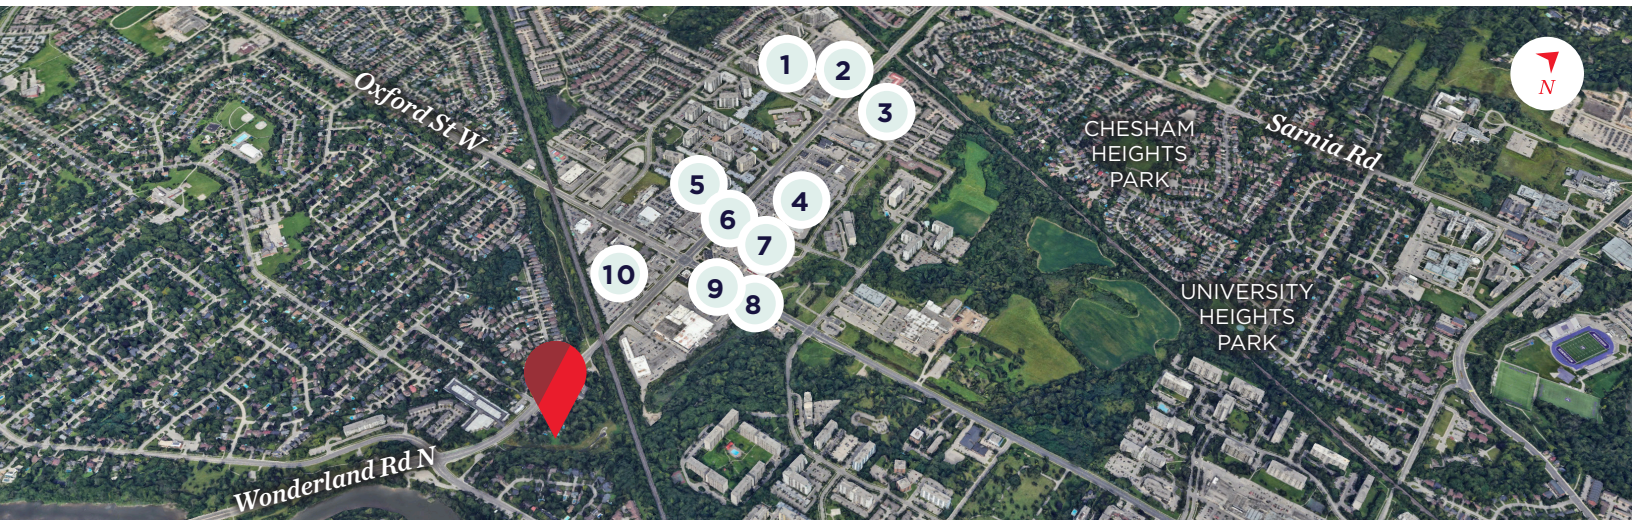 1
2
N
3
Oxford St W
Sarnia Rd
CHESHAM
HEIGHTS
PARK
5
4
6
7
10
9
8
UNIVERSITY
HEIGHTS
PARK
Wonderland Rd N